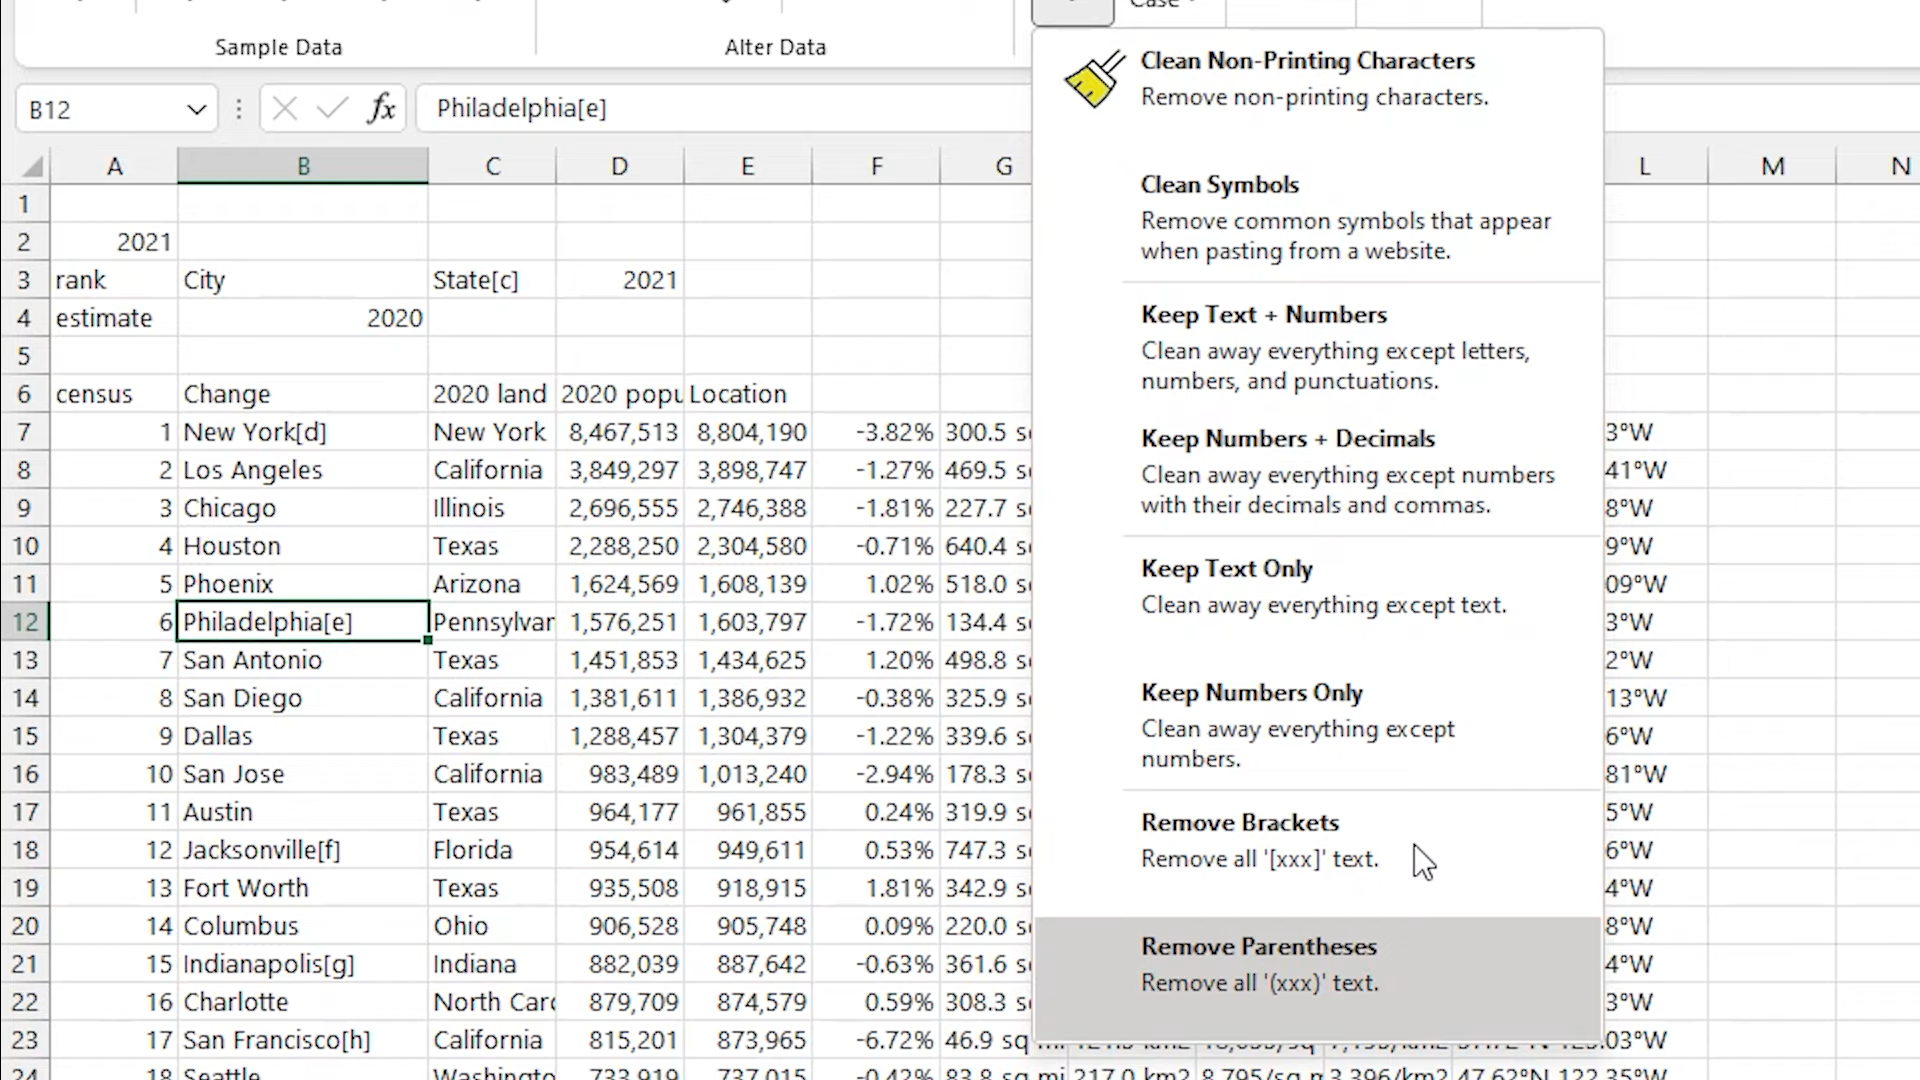 Case
Sample Data
Alter Data
B12
fx
Philadelphia[e]
A B C D E F G L M N
1
2 2021
3 rank City State[c] 2021
4 estimate 2020
5
6 census Change 2020 land 2020 popu Location
7 1 New York[d] New York 8,467,513 8,804,190 -3.82% 300.5 s 3°W
8 2 Los Angeles California 3,849,297 3,898,747 -1.27% 469.5 s 41°W
9 3 Chicago Illinois 2,696,555 2,746,388 -1.81% 227.7 s 8°W
10 4 Houston Texas 2,288,250 2,304,580 -0.71% 640.4 s 9°W
11 5 Phoenix Arizona 1,624,569 1,608,139 1.02% 518.0 s 09°W
12 6 Philadelphia[e] Pennsylvan 1,576,251 1,603,797 -1.72% 134.4 s 3°W
13 7 San Antonio Texas 1,451,853 1,434,625 1.20% 498.8 s 2°W
14 8 San Diego California 1,381,611 1,386,932 -0.38% 325.9 s 13°W
15 9 Dallas Texas 1,288,457 1,304,379 -1.22% 339.6 s 6°W
16 10 San Jose California 983,489 1,013,240 -2.94% 178.3 s 81°W
17 11 Austin Texas 964,177 961,855 0.24% 319.9 s 5°W
18 12 Jacksonville[f] Florida 954,614 949,611 0.53% 747.3 s 6°W
19 13 Fort Worth Texas 935,508 918,915 1.81% 342.9 s 4°W
20 14 Columbus Ohio 906,528 905,748 0.09% 220.0 s 8°W
21 15 Indianapolis[g] Indiana 882,039 887,642 -0.63% 361.6 s 4°W
22 16 Charlotte North Caro 879,709 874,579 0.59% 308.3 s 3°W
23 17 San Francisco[h] California 815,201 873,965 -6.72% 46.9 sq 03°W
24 18 Seattle Washingto 733,919 737,015 -0.42% 83.8 sq mi 217.0 km2 8,795/sq m 3,396/km2 47.62°N 122.35°W
Clean Non-Printing Characters
Remove non-printing characters.
Clean Symbols
Remove common symbols that appear
when pasting from a website.
Keep Text + Numbers
Clean away everything except letters,
numbers, and punctuations.
Keep Numbers + Decimals
Clean away everything except numbers
with their decimals and commas.
Keep Text Only
Clean away everything except text.
Keep Numbers Only
Clean away everything except
numbers.
Remove Brackets
Remove all '[xxx]' text.
Remove Parentheses
Remove all '(xxx)' text.